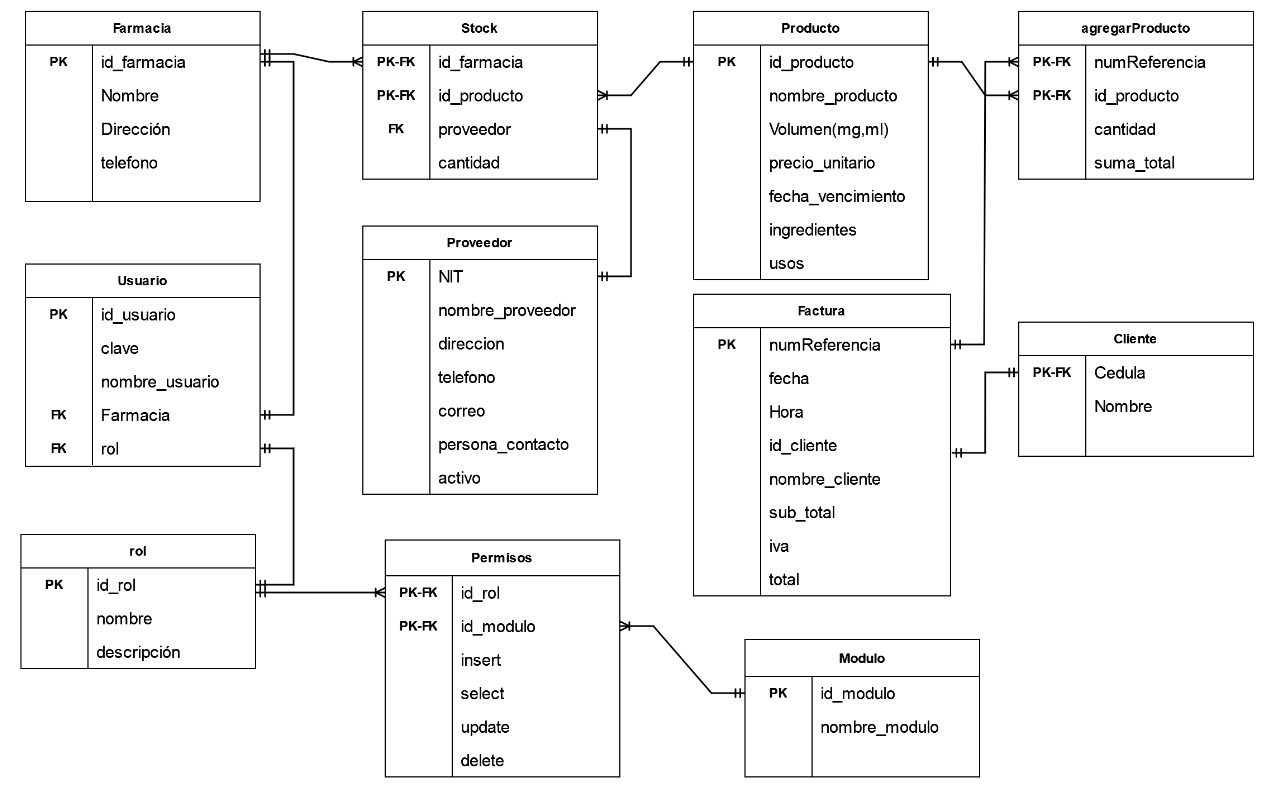 Farmacia
PK id_farmacia
Nombre
Dirección
telefono
Stock
PK-FK id_farmacia
PK-FK id_producto
FK proveedor
cantidad
Producto
PK id_producto
nombre_producto
Volumen(mg,ml)
precio_unitario
fecha_vencimiento
ingredientes
usos
agregarProducto
PK-FK numReferencia
PK-FK id_producto
cantidad
suma_total
Usuario
PK id_usuario
clave
nombre_usuario
FK Farmacia
FK rol
Proveedor
PK NIT
nombre_proveedor
direccion
telefono
correo
persona_contacto
activo
Factura
PK numReferencia
fecha
Hora
id_cliente
nombre_cliente
sub_total
iva
total
Cliente
PK-FK Cedula
Nombre
rol
PK id_rol
nombre
descripción
Permisos
PK-FK id_rol
PK-FK id_modulo
insert
select
update
delete
Modulo
PK id_modulo
nombre_modulo